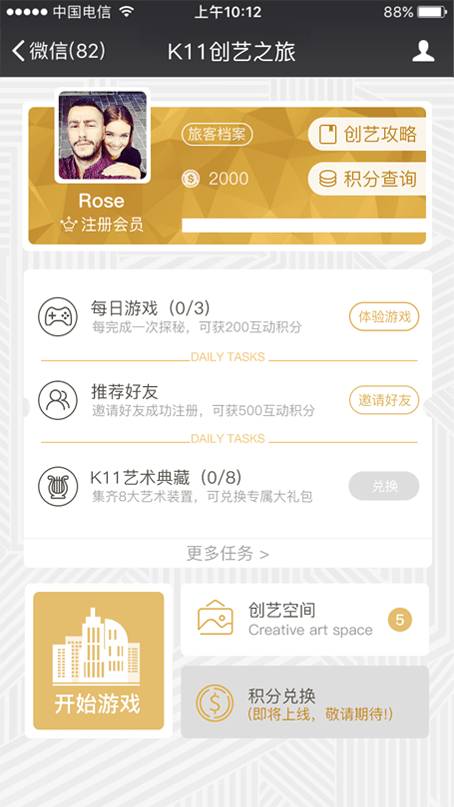 中国电信 上午10:12 88%
微信(82) K11创艺之旅
旅客档案 创艺攻略
2000 积分查询
Rose
注册会员
每日游戏（0/3）
每完成一次探秘，可获200互动积分
体验游戏
DAILY TASKS
推荐好友
邀请好友成功注册，可获500互动积分
邀请好友
DAILY TASKS
K11艺术典藏（0/8）
集齐8大艺术装置，可兑换专属大礼包
兑换
更多任务 >
开始游戏
创艺空间
Creative art space
5
积分兑换
(即将上线，敬请期待!)